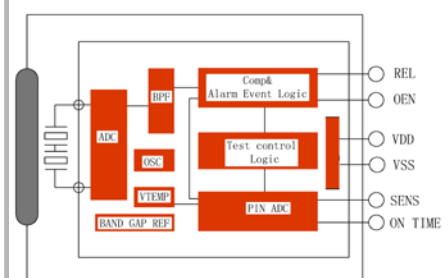 Comp&
Alarm Event Logic
REL
BPF
OEN
ADC
Test control
Logic
VDD
OSC
VSS
VTEMP
SENS
PIN ADC
BAND GAP REF
ON TIME